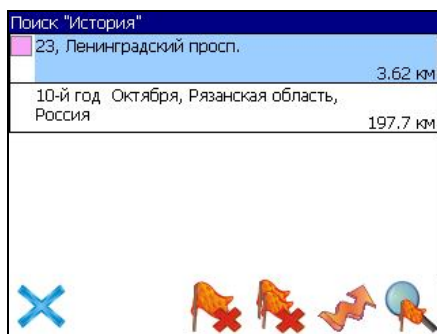 Поиск "История"
23, Ленинградский просп.
3.62 км
10-й год  Октября, Рязанская область,
Россия
197.7 км